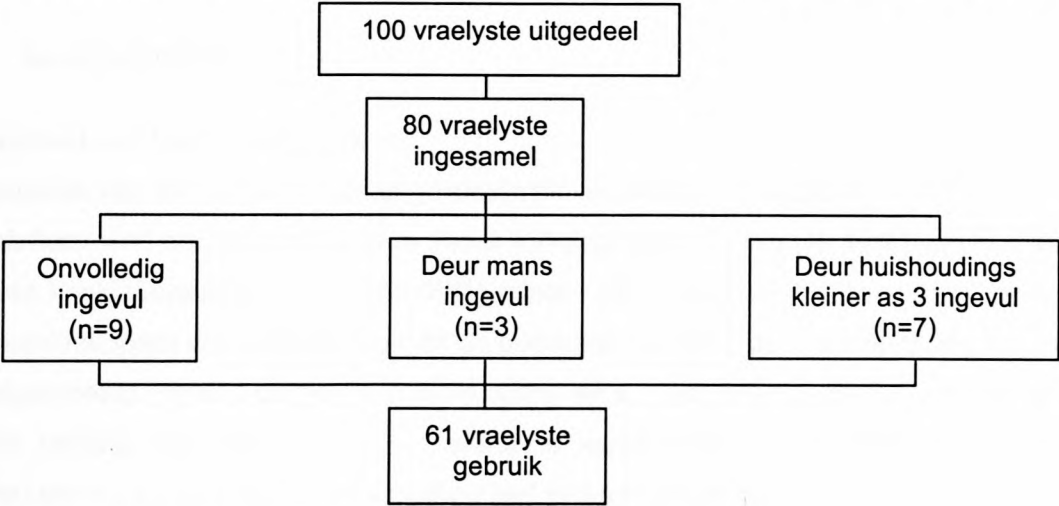 100 vraelyste uitgedeel
80 vraelyste
ingesamel
Onvolledig
ingevul
(n=9)
Deur mans
ingevul
(n=3)
Deur huishoudings
kleiner as 3 ingevul
(n=7)
61 vraelyste
gebruik